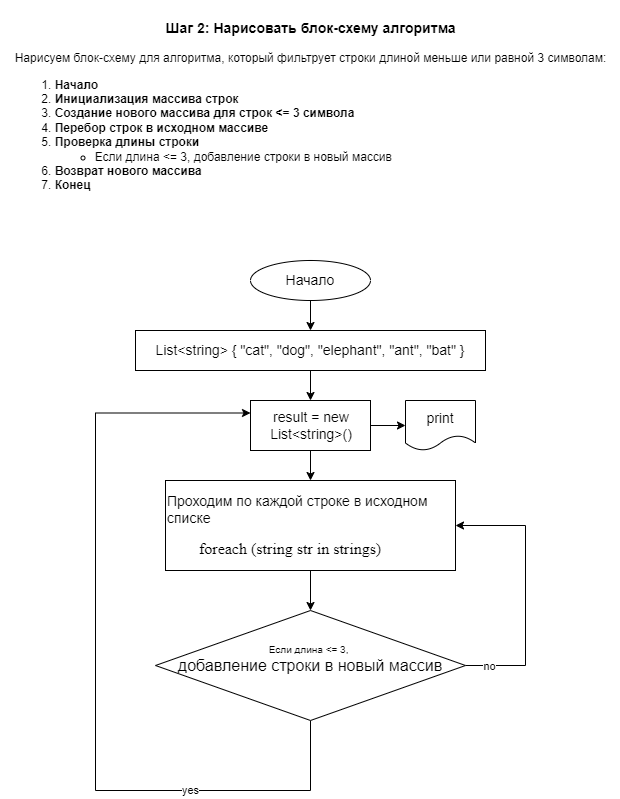 Шаг 2: Нарисовать блок-схему алгоритма
Нарисуем блок-схему для алгоритма, который фильтрует строки длиной меньше или равной 3 символам:
1. Начало
2. Инициализация массива строк
3. Создание нового массива для строк <= 3 символа
4. Перебор строк в исходном массиве
5. Проверка длины строки
Если длина <= 3, добавление строки в новый массив
6. Возврат нового массива
7. Конец
Начало
List<string> { "cat", "dog", "elephant", "ant", "bat" }
result = new
List<string>()
print
Проходим по каждой строке в исходном
списке
foreach (string str in strings)
Если длина <= 3,
добавление строки в новый массив
no
yes